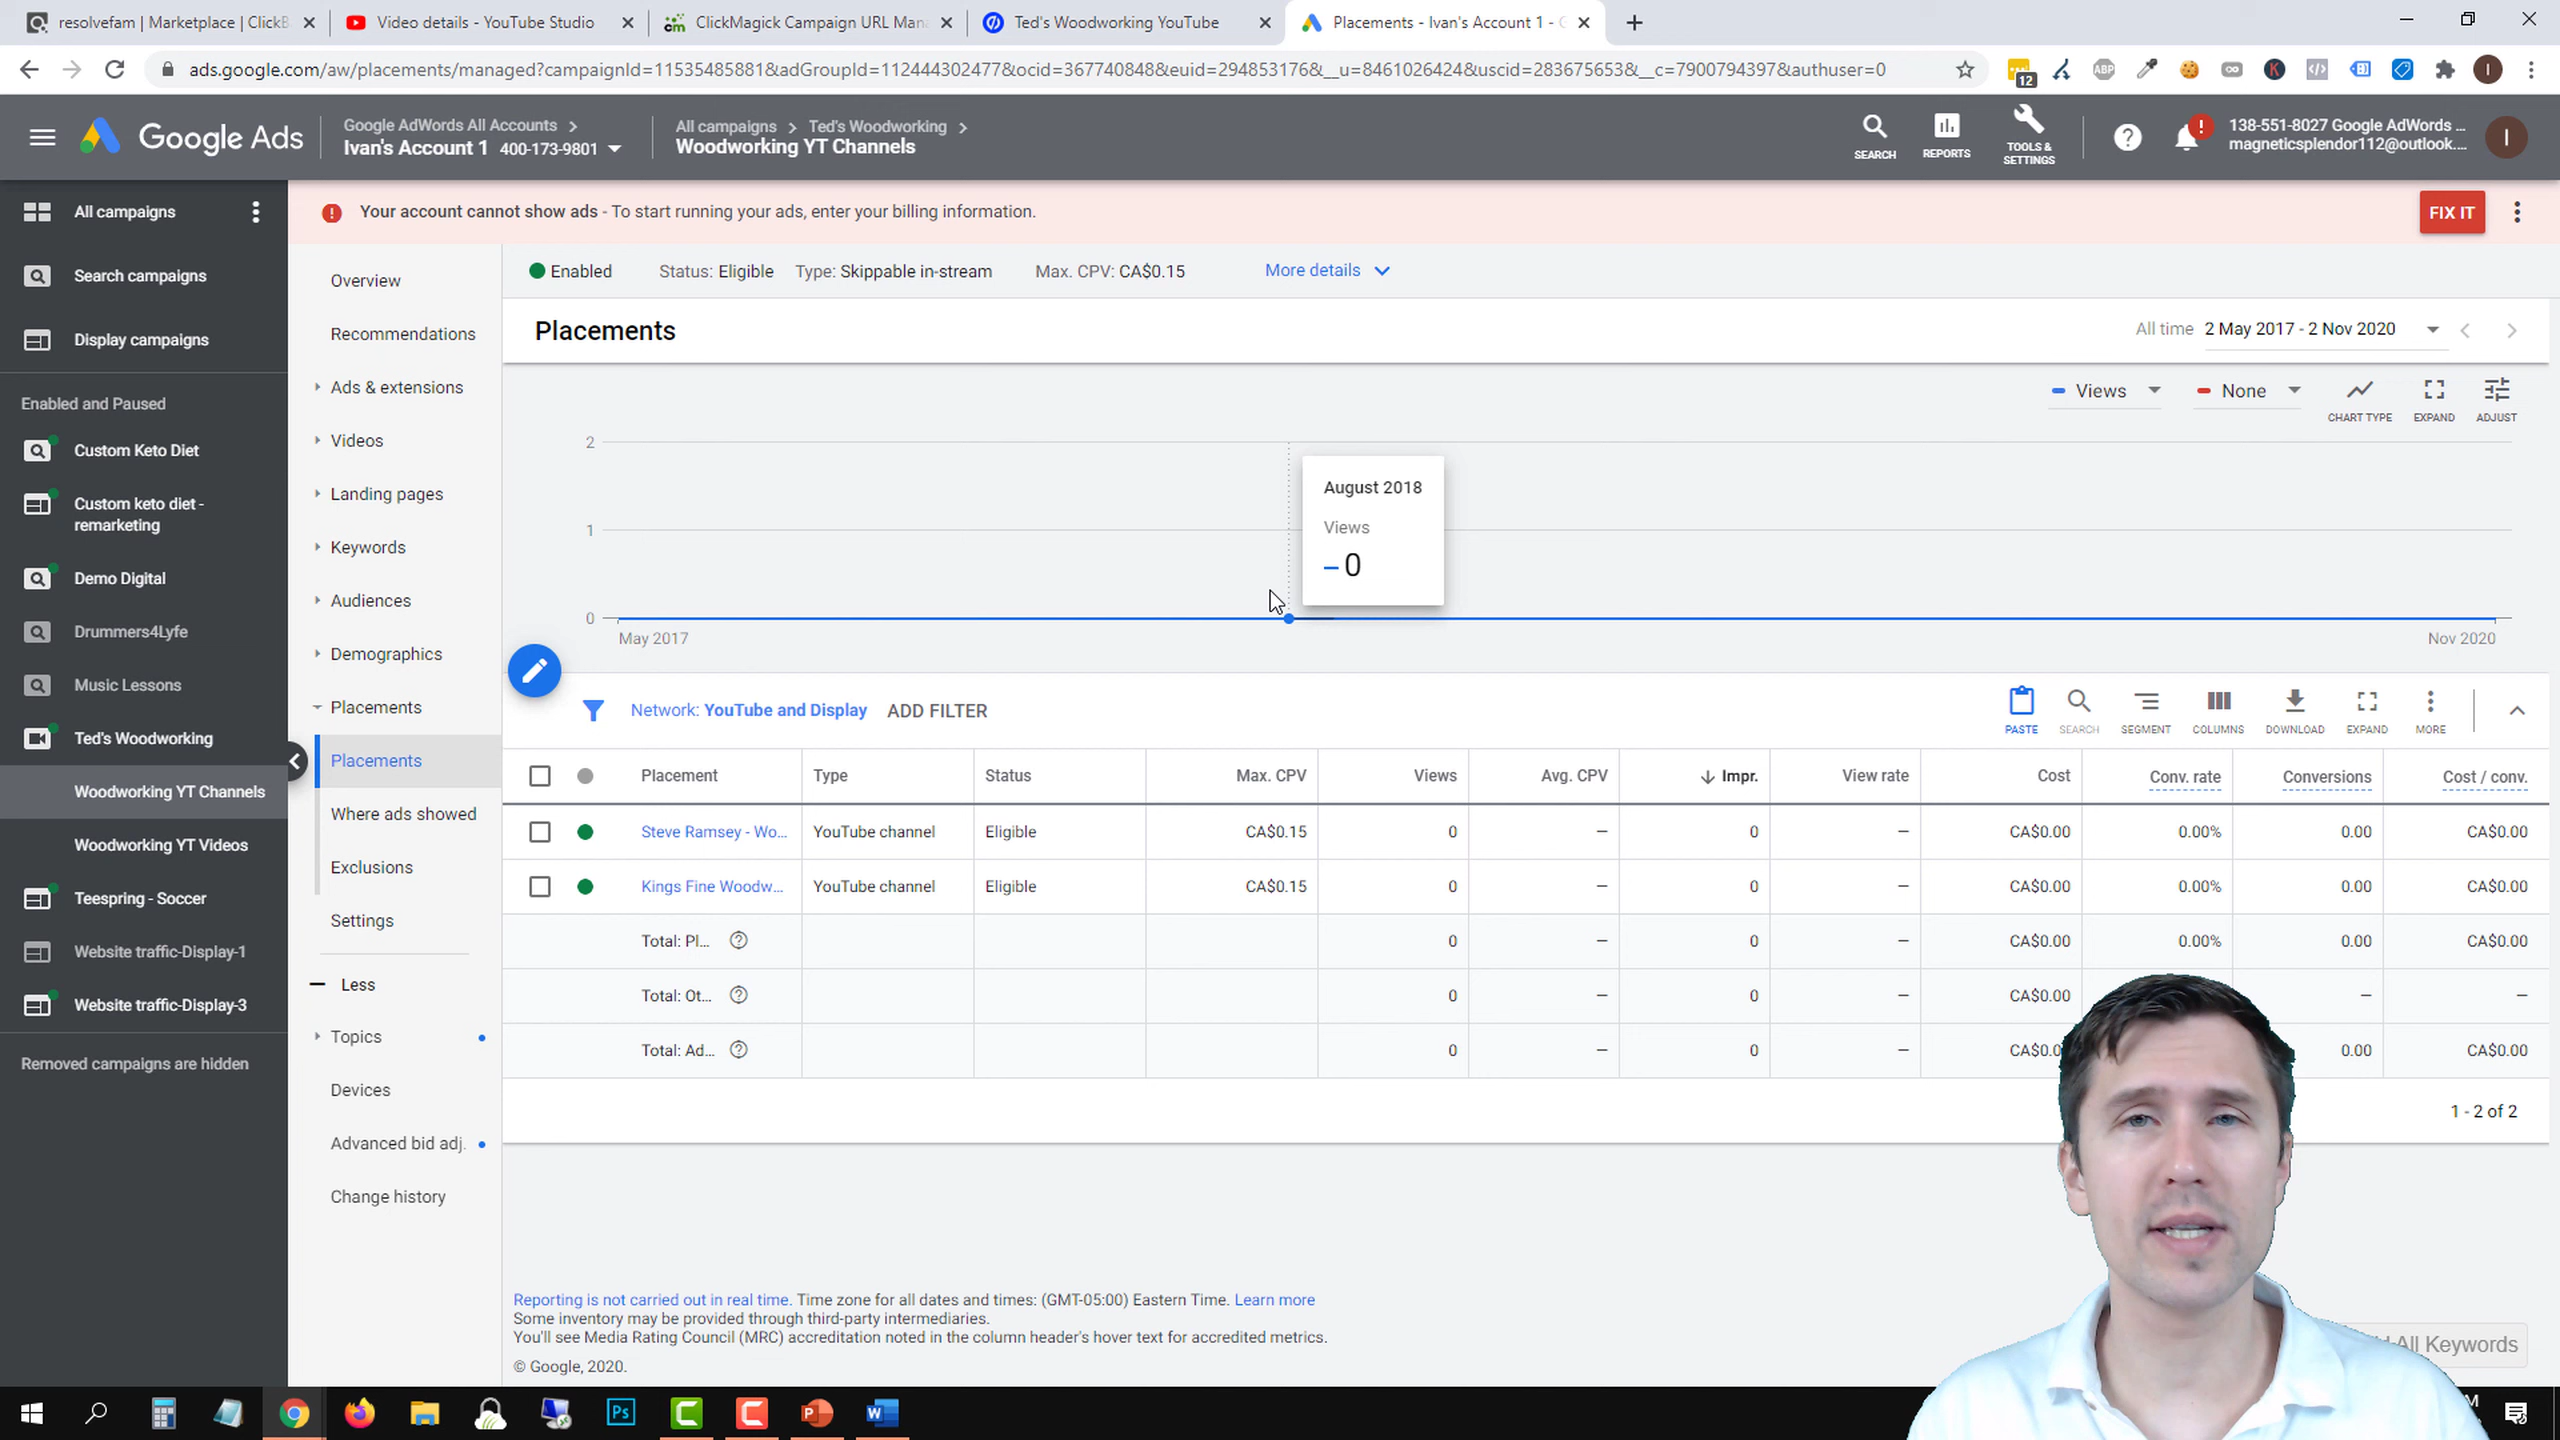 resolvefam | Marketplace | ClickB
Video details - YouTube Studio
ClickMagick Campaign URL Man
Ted's Woodworking YouTube
Placements - Ivan's Account 1 - G
ads.google.com/aw/placements/managed?campaignId=11535485881&adGroupId=112444302477&ocid=367740848&euid=294853176&__u=8461026424&uscid=283675653&__c=7900794397&authuser=0
ABP
12
I
Google Ads
Google AdWords All Accounts
Ivan's Account 1 400-173-9801
All campaigns
Ted's Woodworking
Woodworking YT Channels
SEARCH
REPORTS
TOOLS & SETTINGS
138-551-8027 Google AdWords ...
magneticsplendor112@outlook....
I
Your account cannot show ads - To start running your ads, enter your billing information.
FIX IT
All campaigns
Search campaigns
Display campaigns
Enabled and Paused
Custom Keto Diet
Custom keto diet -
remarketing
Demo Digital
Drummers4Lyfe
Music Lessons
Ted's Woodworking
Woodworking YT Channels
Woodworking YT Videos
Teespring - Soccer
Website traffic-Display-1
Website traffic-Display-3
Removed campaigns are hidden
Overview
Recommendations
Ads & extensions
Videos
Landing pages
Keywords
Audiences
Demographics
Placements
Placements
Where ads showed
Exclusions
Settings
Less
Topics
Devices
Advanced bid adj.
Change history
Enabled Status: Eligible Type: Skippable in-stream Max. CPV: CA$0.15 More details
Placements
All time 2 May 2017 - 2 Nov 2020
Views
None
CHART TYPE
EXPAND
ADJUST
2
1
0
May 2017
Nov 2020
August 2018
Views
0
Network: YouTube and Display ADD FILTER
PASTE
SEARCH
SEGMENT
COLUMNS
DOWNLOAD
EXPAND
MORE
Placement Type Status Max. CPV Views Avg. CPV Impr. View rate Cost Conv. rate Conversions Cost / conv.
Steve Ramsey - Wo... YouTube channel Eligible CA$0.15 0 – 0 – CA$0.00 0.00% 0.00 CA$0.00
Kings Fine Woodw... YouTube channel Eligible CA$0.15 0 – 0 – CA$0.00 0.00% 0.00 CA$0.00
Total: Pl... 0 – 0 – CA$0.00 0.00% 0.00 CA$0.00
Total: Ot... 0 – 0 – CA$0.00 – –
Total: Ad... 0 – 0 – CA$0.0 0.00 CA$0.00
1 - 2 of 2
Reporting is not carried out in real time. Time zone for all dates and times: (GMT-05:00) Eastern Time. Learn more
Some inventory may be provided through third-party intermediaries.
You'll see Media Rating Council (MRC) accreditation noted in the column header's hover text for accredited metrics.
© Google, 2020.
All Keywords
Ps